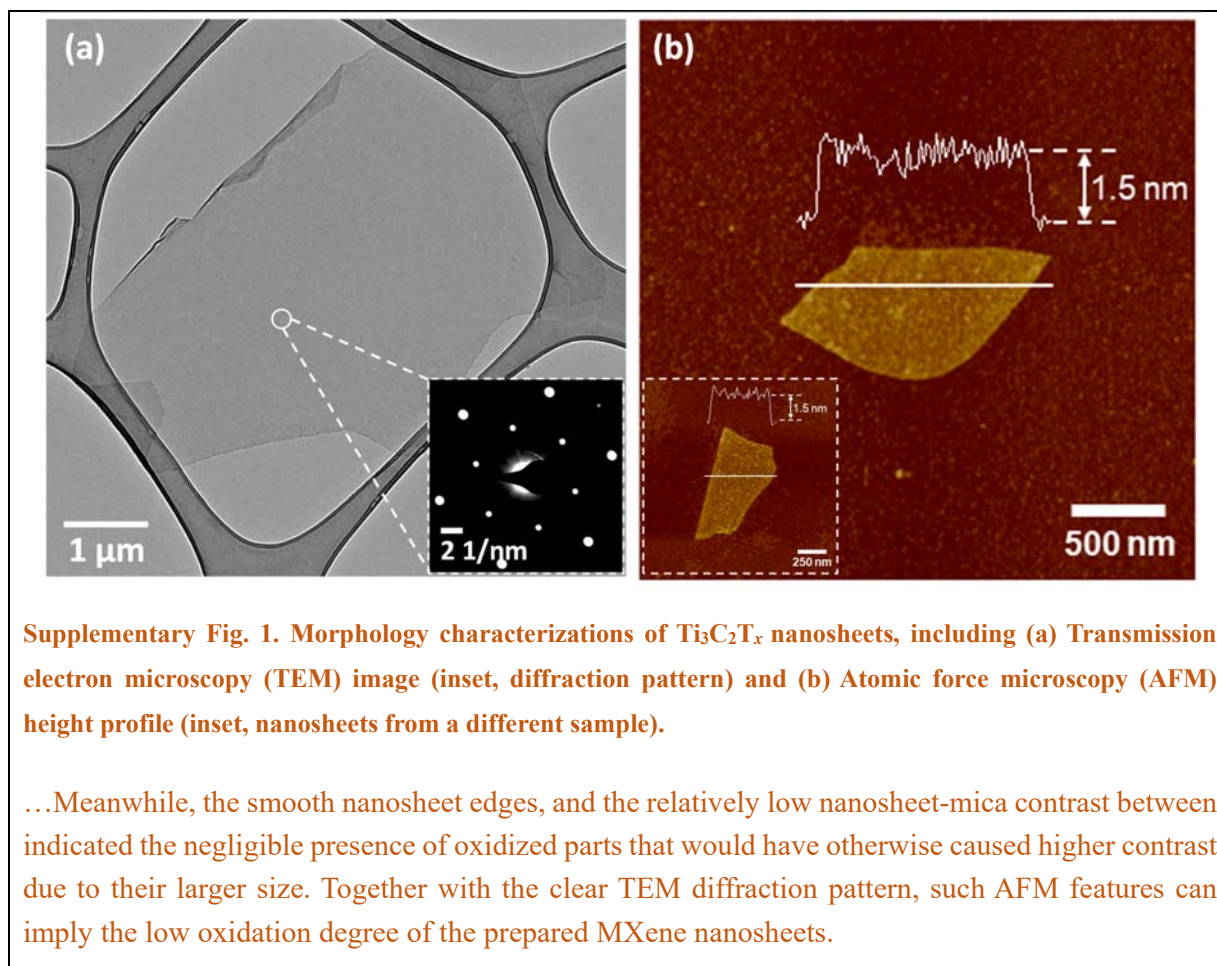 (a)
(b)
1.5 nm
1.5 nm
2 1/nm
1 μm
250 nm
500 nm
Supplementary Fig. 1. Morphology characterizations of Ti₃C₂Tₓ nanosheets, including (a) Transmission
electron microscopy (TEM) image (inset, diffraction pattern) and (b) Atomic force microscopy (AFM)
height profile (inset, nanosheets from a different sample).
…Meanwhile, the smooth nanosheet edges, and the relatively low nanosheet-mica contrast between
indicated the negligible presence of oxidized parts that would have otherwise caused higher contrast
due to their larger size. Together with the clear TEM diffraction pattern, such AFM features can
imply the low oxidation degree of the prepared MXene nanosheets.